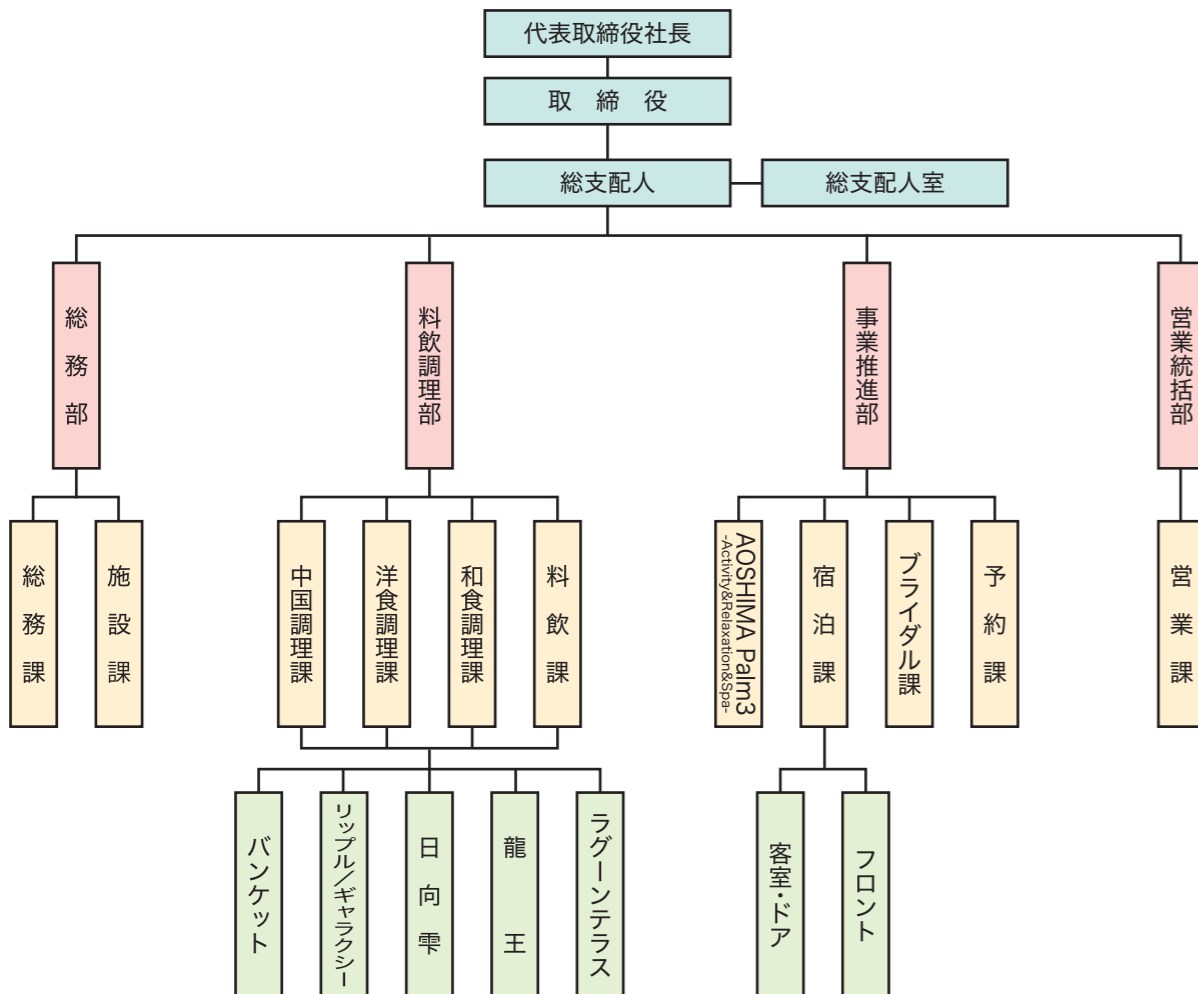 代表取締役社長
取　締　役
総支配人
総支配人室
総務部
料飲調理部
事業推進部
営業統括部
総務課
施設課
中国調理課
洋食調理課
和食調理課
料飲課
AOSHIMA Palm3
-Activity&Relaxation&Spa-
宿泊課
ブライダル課
予約課
営業課
バンケット
リップル／ギャラクシー
日向雫
龍王
ラグーンテラス
客室・ドア
フロント